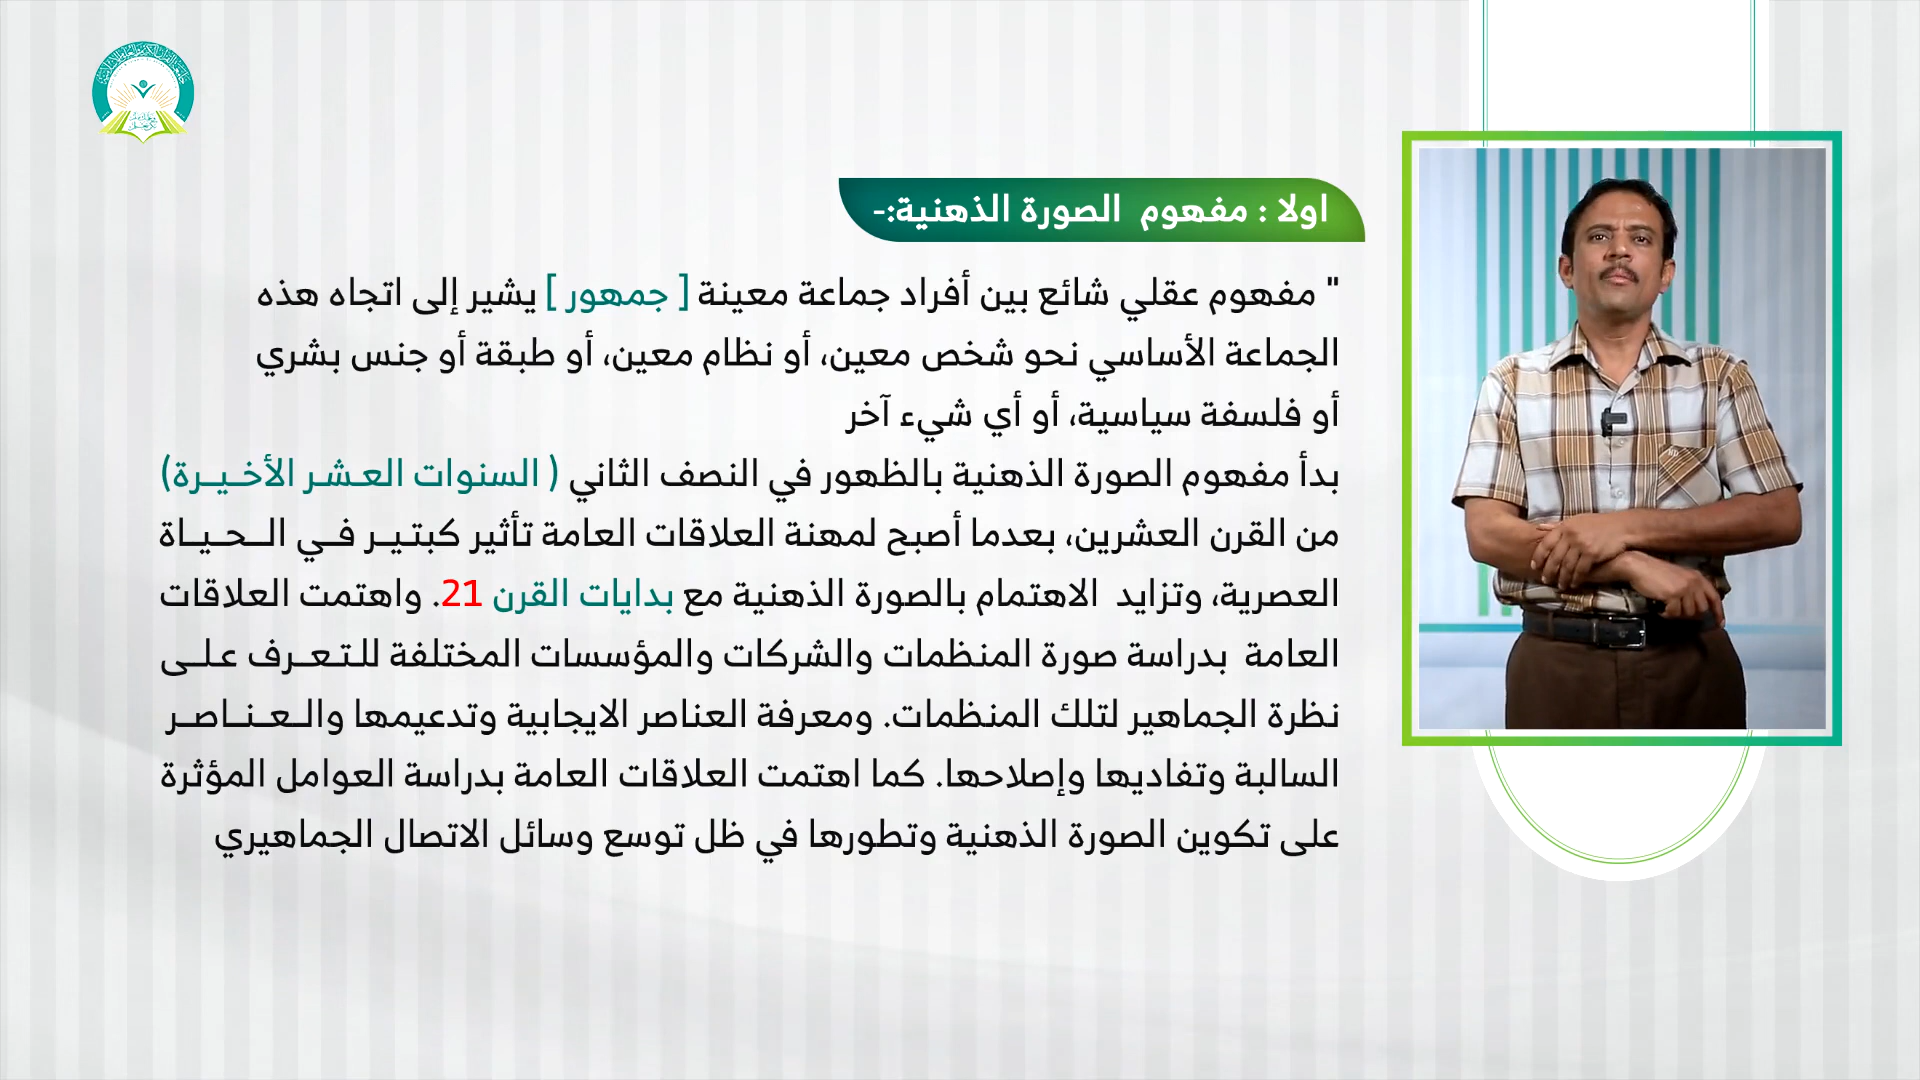 اولا : مفهوم الصورة الذهنية:-
" مفهوم عقلي شائع بين أفراد جماعة معينة [ جمهور ] يشير إلى اتجاه هذه
الجماعة الأساسي نحو شخص معين، أو نظام معين، أو طبقة أو جنس بشري
أو فلسفة سياسية، أو أي شيء آخر
بدأ مفهوم الصورة الذهنية بالظهور في النصف الثاني ( السنوات العشر الأخيرة)
من القرن العشرين، بعدما أصبح لمهنة العلاقات العامة تأثير كبتير في الحياة
العصرية، وتزايد الاهتمام بالصورة الذهنية مع بدايات القرن 21. واهتمت العلاقات
العامة بدراسة صورة المنظمات والشركات والمؤسسات المختلفة للتعرف على
نظرة الجماهير لتلك المنظمات. ومعرفة العناصر الايجابية وتدعيمها والعناصر
السالبة وتفاديها وإصلاحها. كما اهتمت العلاقات العامة بدراسة العوامل المؤثرة
على تكوين الصورة الذهنية وتطورها في ظل توسع وسائل الاتصال الجماهيري